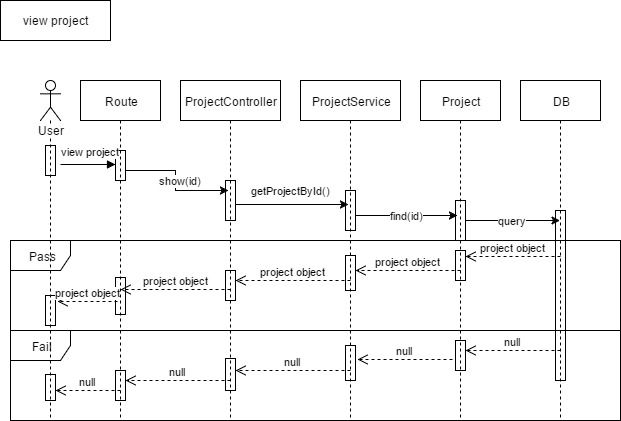 view project
User
Route
ProjectController
ProjectService
Project
DB
view project
show(id)
getProjectById()
find(id)
query
Pass
project object
project object
project object
project object
project object
Fail
null
null
null
null
null